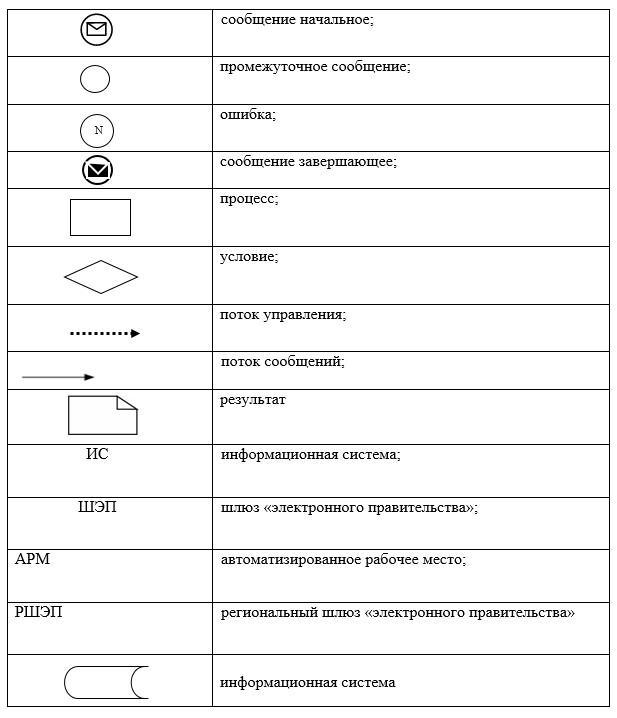 сообщение начальное;
промежуточное сообщение;
N
ошибка;
сообщение завершающее;
процесс;
условие;
поток управления;
поток сообщений;
результат
ИС
информационная система;
ШЭП
шлюз «электронного правительства»;
АРМ
автоматизированное рабочее место;
РШЭП
региональный шлюз «электронного правительства»
информационная система